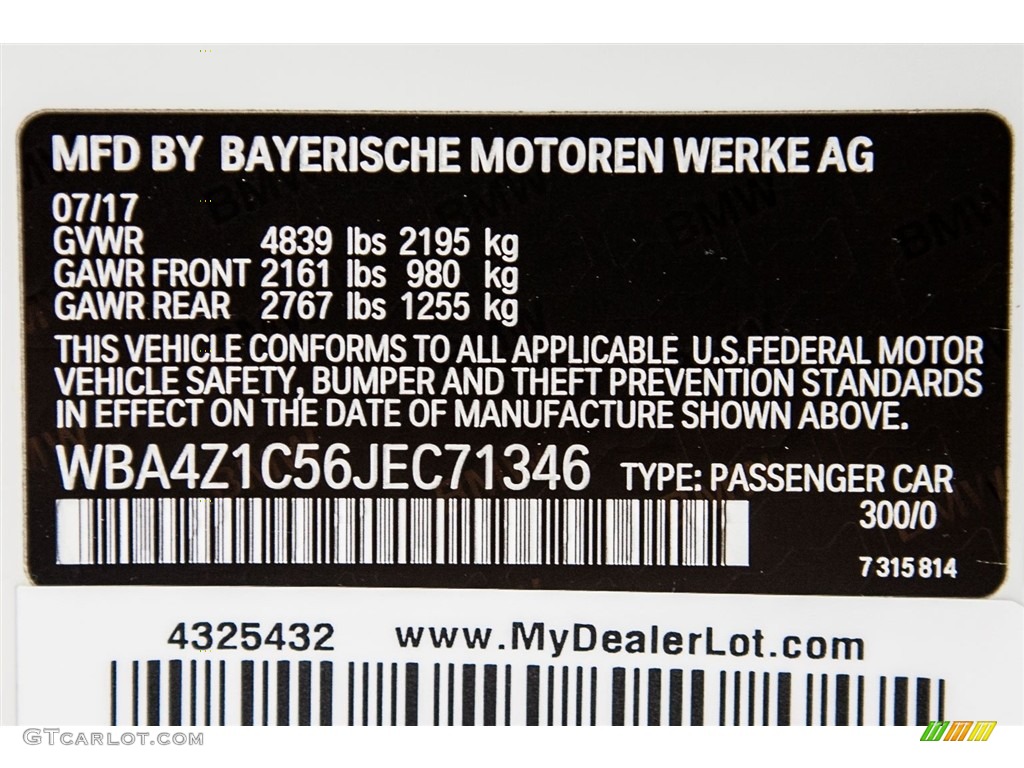 MFD BY BAYERISCHE MOTOREN WERKE AG
07/17
GVWR 4839 lbs 2195 kg
GAWR FRONT 2161 lbs 980 kg
GAWR REAR 2767 lbs 1255 kg
THIS VEHICLE CONFORMS TO ALL APPLICABLE U.S.FEDERAL MOTOR
VEHICLE SAFETY, BUMPER AND THEFT PREVENTION STANDARDS
IN EFFECT ON THE DATE OF MANUFACTURE SHOWN ABOVE.
WBA4Z1C56JEC71346 TYPE: PASSENGER CAR
300/0
7315814
4325432 www.MyDealerLot.com
GTcarlot.com